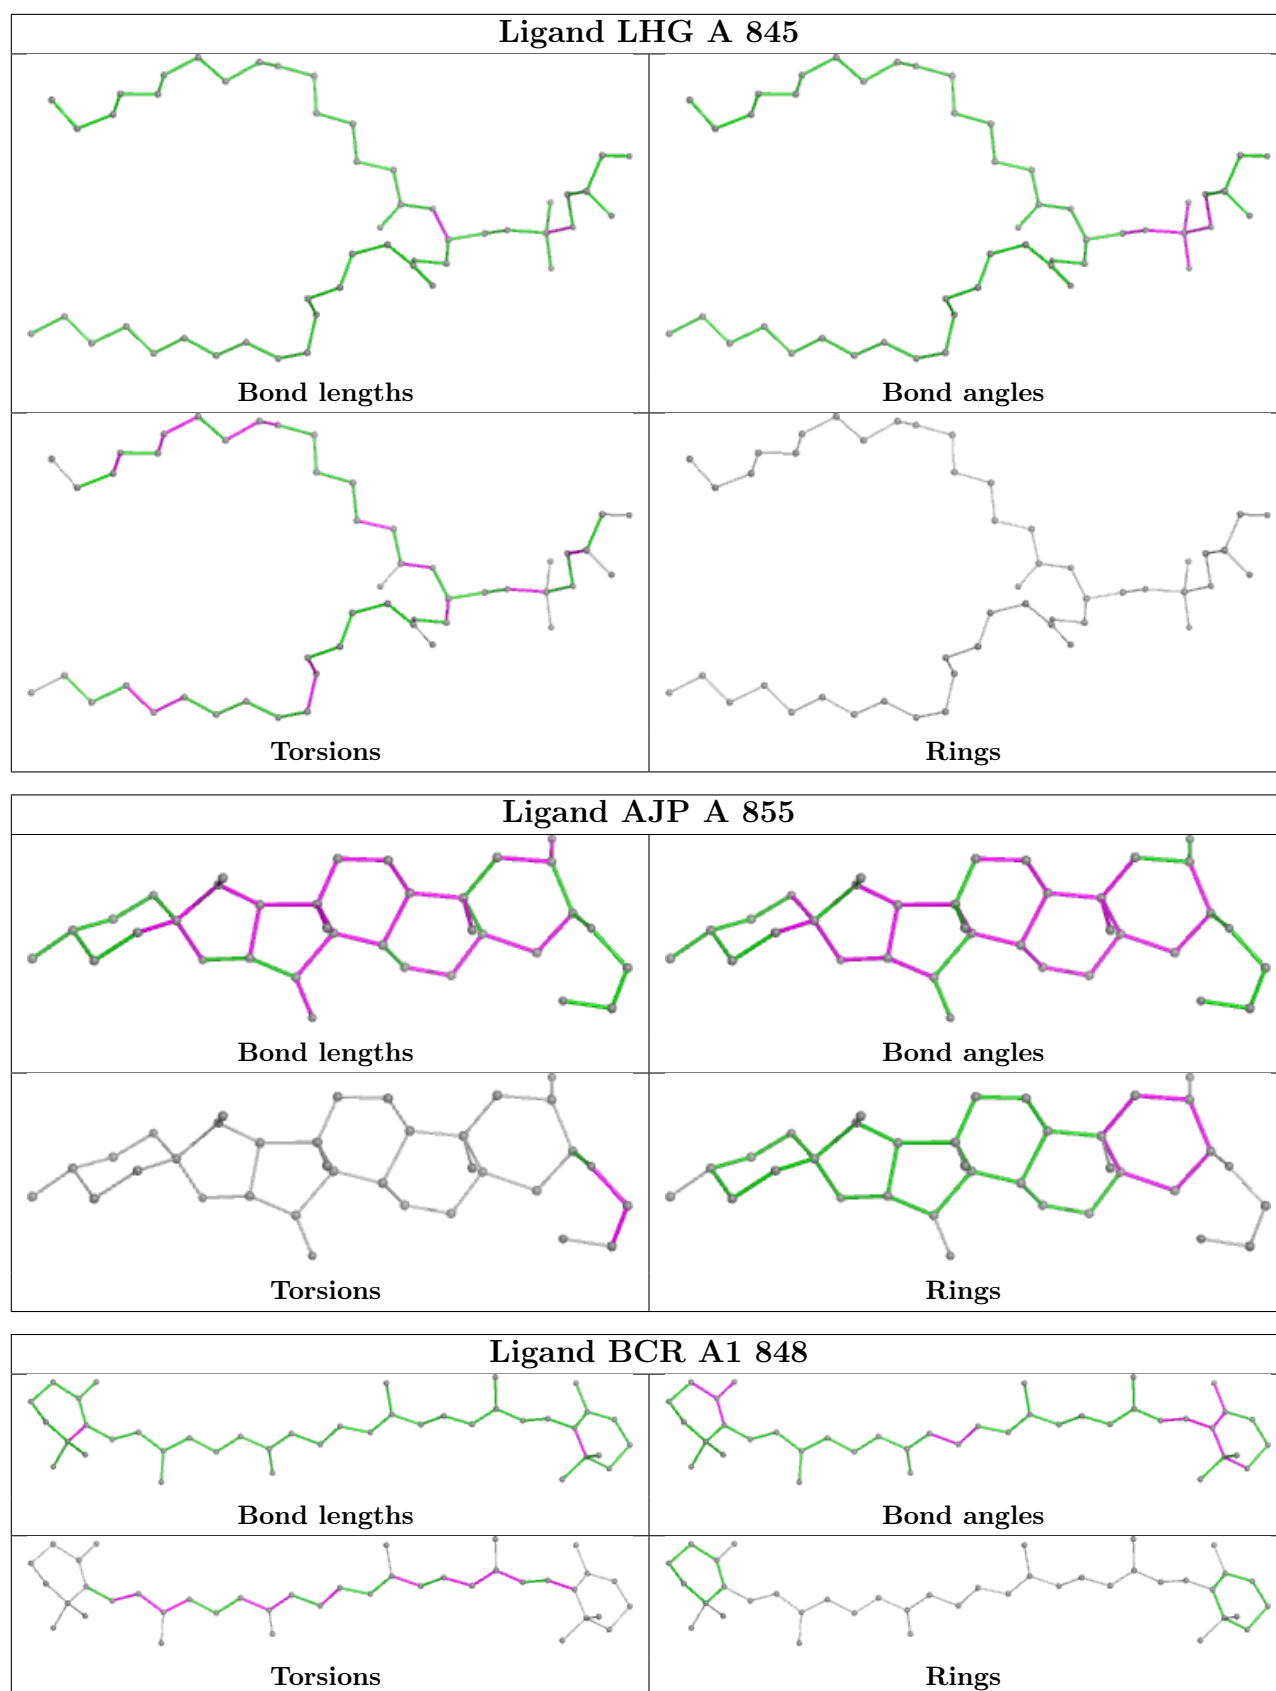 Ligand LHG A 845
Bond lengths
Bond angles
Torsions
Rings
Ligand AJP A 855
Bond lengths
Bond angles
Torsions
Rings
Ligand BCR A1 848
Bond lengths
Bond angles
Torsions
Rings